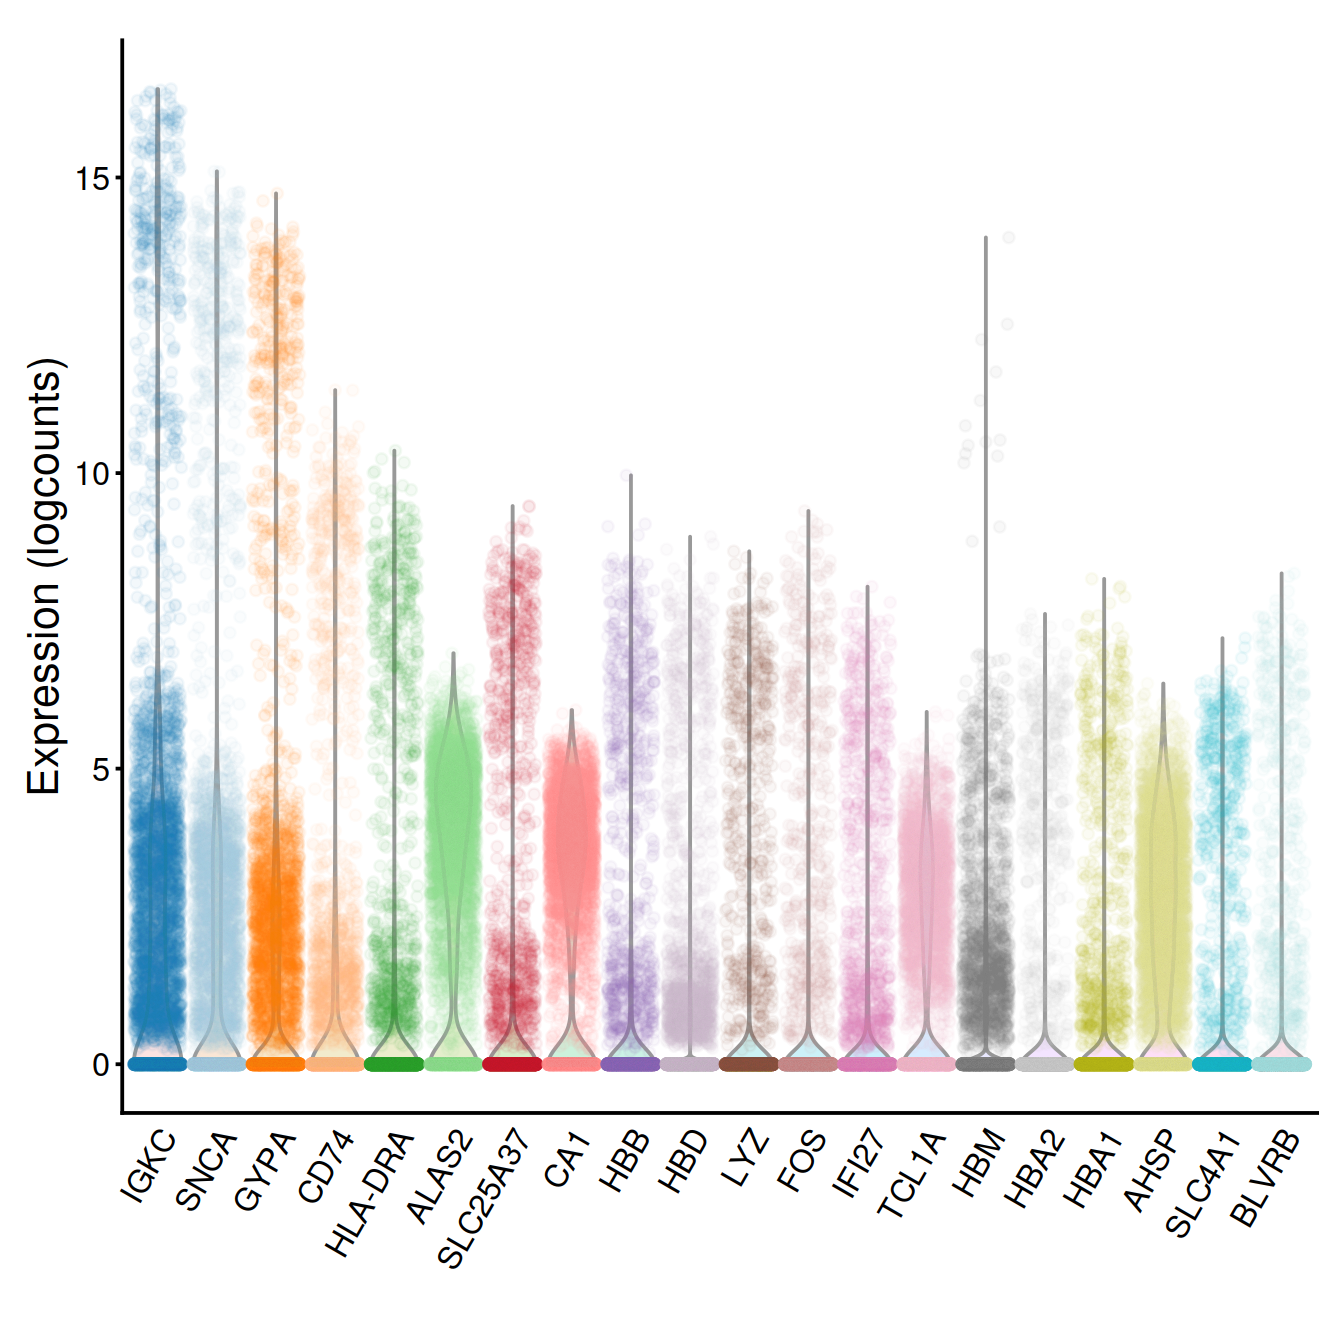 Expression (logcounts)
15
10
5
0
IGKC
SNCA
GYPA
CD74
HLA-DRA
ALAS2
SLC25A37
CA1
HBB
HBD
LYZ
FOS
IFI27
TCL1A
HBM
HBA2
HBA1
AHSP
SLC4A1
BLVRB